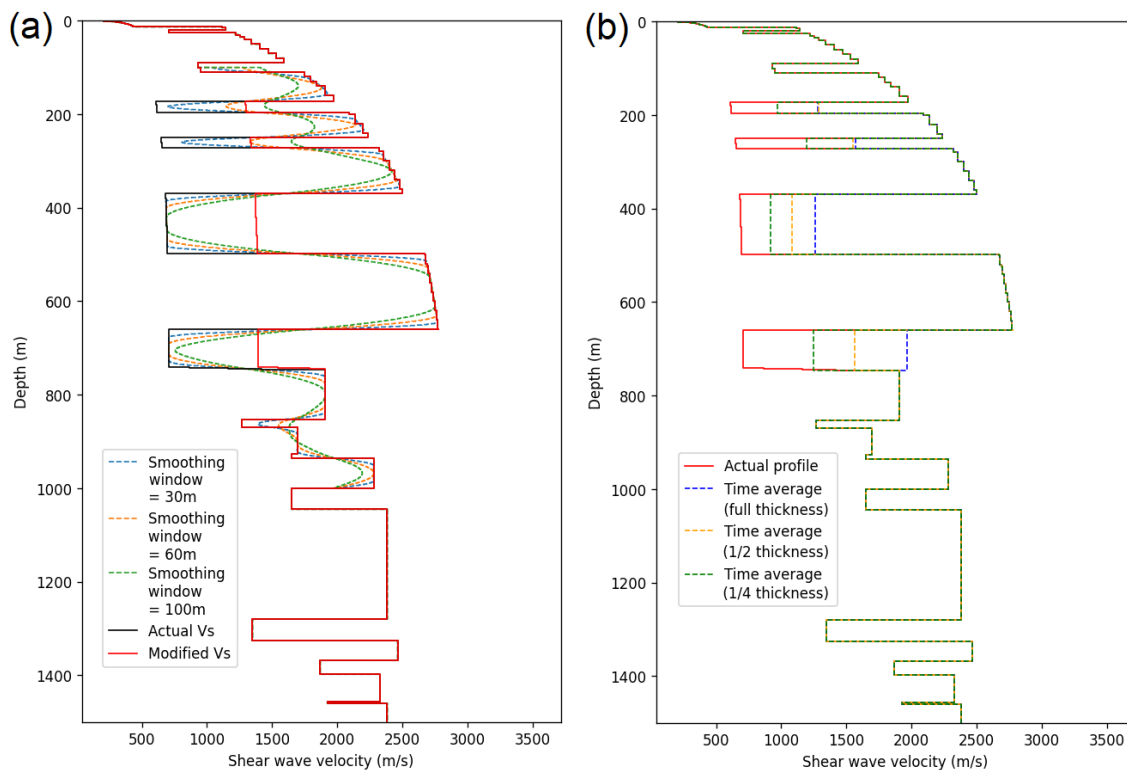 (a)
0
200
400
600
800
1000
1200
1400
Depth (m)
Smoothing
window
= 30m
Smoothing
window
= 60m
Smoothing
window
= 100m
Actual Vs
Modified Vs
500 1000 1500 2000 2500 3000 3500
Shear wave velocity (m/s)
(b)
0
200
400
600
800
1000
1200
1400
Depth (m)
Actual profile
Time average
(full thickness)
Time average
(1/2 thickness)
Time average
(1/4 thickness)
500 1000 1500 2000 2500 3000 3500
Shear wave velocity (m/s)